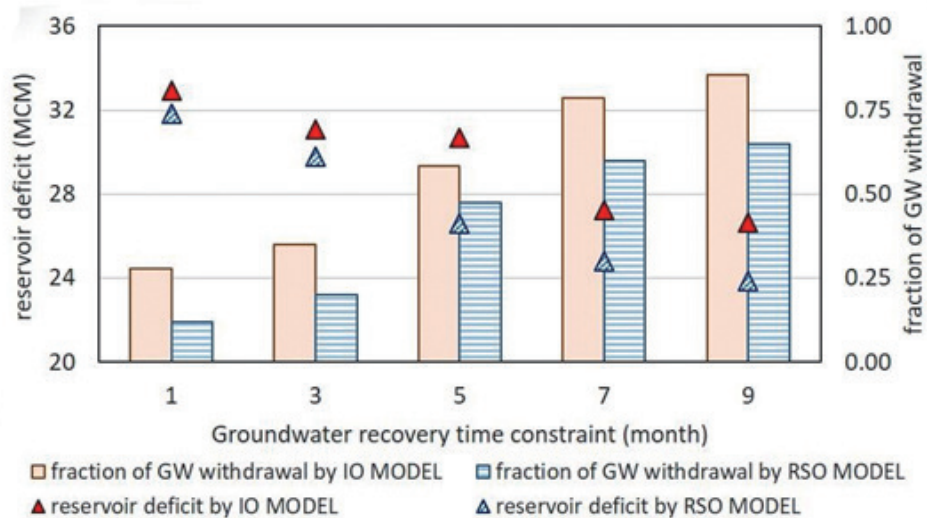 36
32
28
24
20
reservoir deficit (MCM)
1.00
0.75
0.50
0.25
0.00
fraction of GW withdrawal
1 3 5 7 9
Groundwater recovery time constraint (month)
fraction of GW withdrawal by IO MODEL fraction of GW withdrawal by RSO MODEL
reservoir deficit by IO MODEL reservoir deficit by RSO MODEL